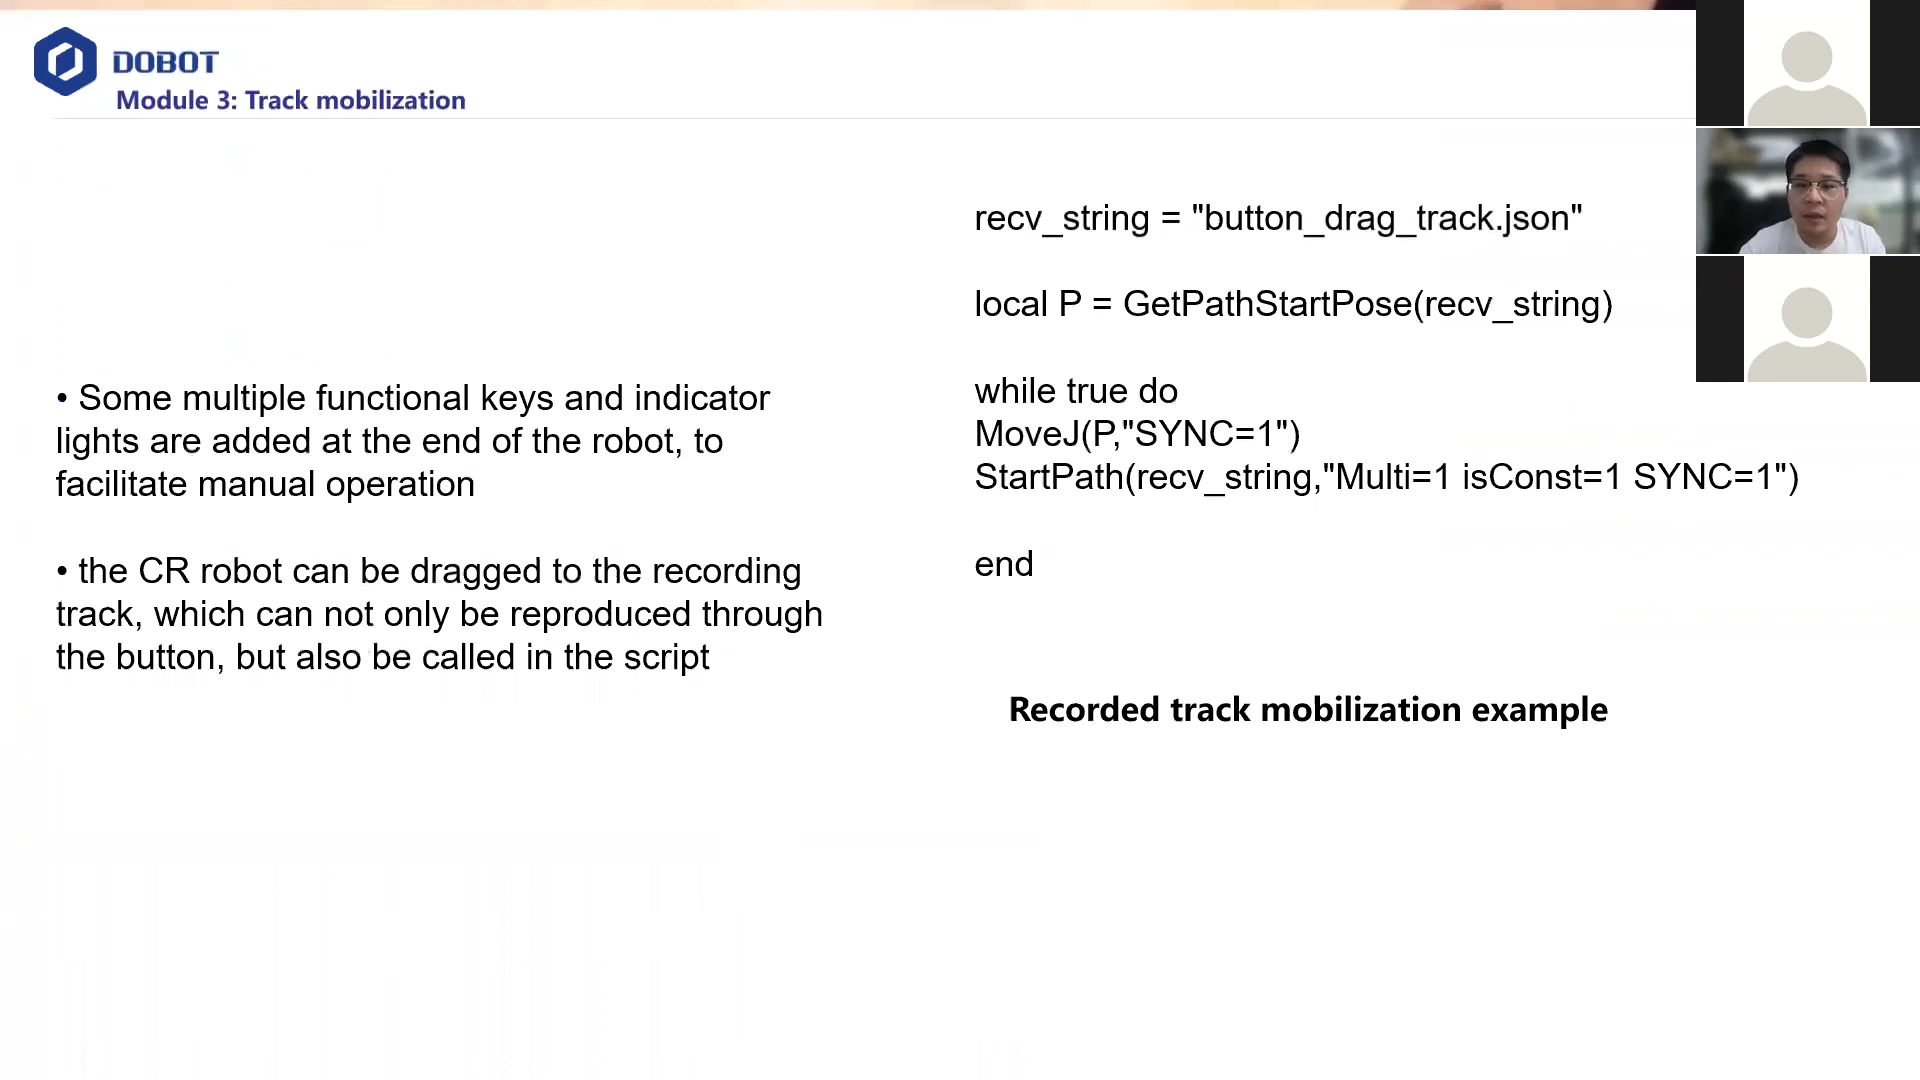 DOBOT
Module 3: Track mobilization
• Some multiple functional keys and indicator
lights are added at the end of the robot, to
facilitate manual operation
• the CR robot can be dragged to the recording
track, which can not only be reproduced through
the button, but also be called in the script
recv_string = "button_drag_track.json"
local P = GetPathStartPose(recv_string)
while true do
MoveJ(P,"SYNC=1")
StartPath(recv_string,"Multi=1 isConst=1 SYNC=1")
end
Recorded track mobilization example